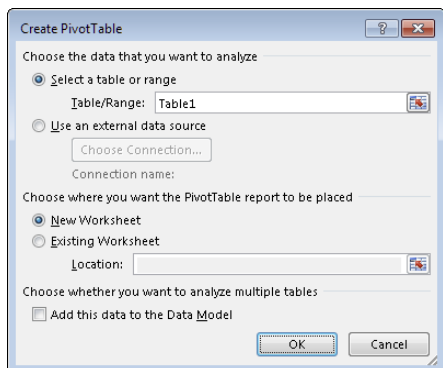 Create PivotTable
Choose the data that you want to analyze
Select a table or range
Table/Range: Table1
Use an external data source
Choose Connection...
Connection name:
Choose where you want the PivotTable report to be placed
New Worksheet
Existing Worksheet
Location:
Choose whether you want to analyze multiple tables
Add this data to the Data Model
OK Cancel